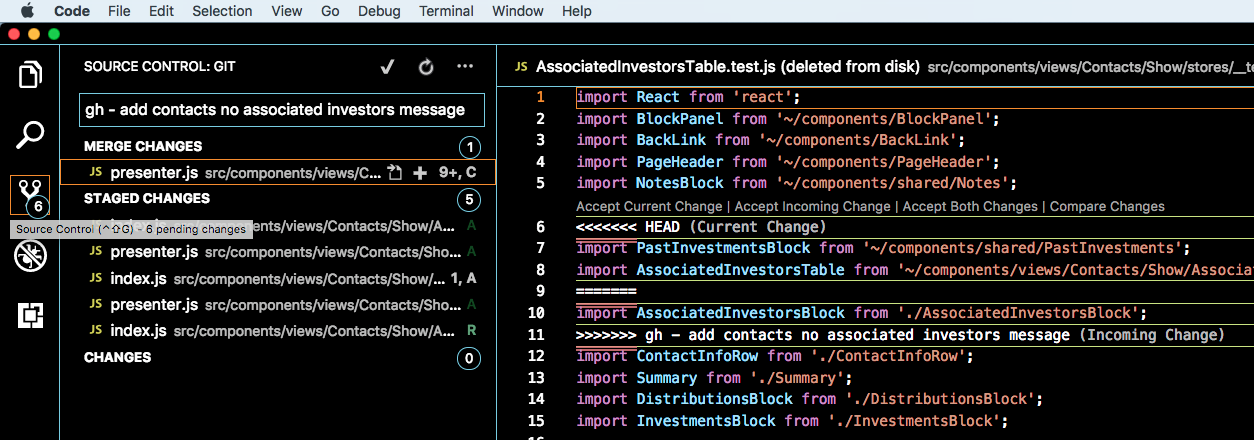 Code File Edit Selection View Go Debug Terminal Window Help
SOURCE CONTROL: GIT
JS AssociatedInvestorsTable.test.js (deleted from disk) src/components/views/Contacts/Show/stores/__te
gh - add contacts no associated investors message
MERGE CHANGES 1
JS presenter.js src/components/views/C... 9+, C
STAGED CHANGES 5
6
Source Control (⌃⇧G) - 6 pending changes
JS index.js src/components/views/Contacts/Show/A... A
JS presenter.js src/components/views/Contacts/Sho... A
JS index.js src/components/views/Contacts/Show/... 1, A
JS presenter.js src/components/views/Contacts/Sho... A
JS index.js src/components/views/Contacts/Show/A... R
CHANGES 0
1 import React from 'react';
2 import BlockPanel from '~/components/BlockPanel';
3 import BackLink from '~/components/BackLink';
4 import PageHeader from '~/components/PageHeader';
5 import NotesBlock from '~/components/shared/Notes';
Accept Current Change | Accept Incoming Change | Accept Both Changes | Compare Changes
6 <<<<<<< HEAD (Current Change)
7 import PastInvestmentsBlock from '~/components/shared/PastInvestments';
8 import AssociatedInvestorsTable from '~/components/views/Contacts/Show/Associat
9 =======
10 import AssociatedInvestorsBlock from './AssociatedInvestorsBlock';
11 >>>>>>> gh - add contacts no associated investors message (Incoming Change)
12 import ContactInfoRow from './ContactInfoRow';
13 import Summary from './Summary';
14 import DistributionsBlock from './DistributionsBlock';
15 import InvestmentsBlock from './InvestmentsBlock';